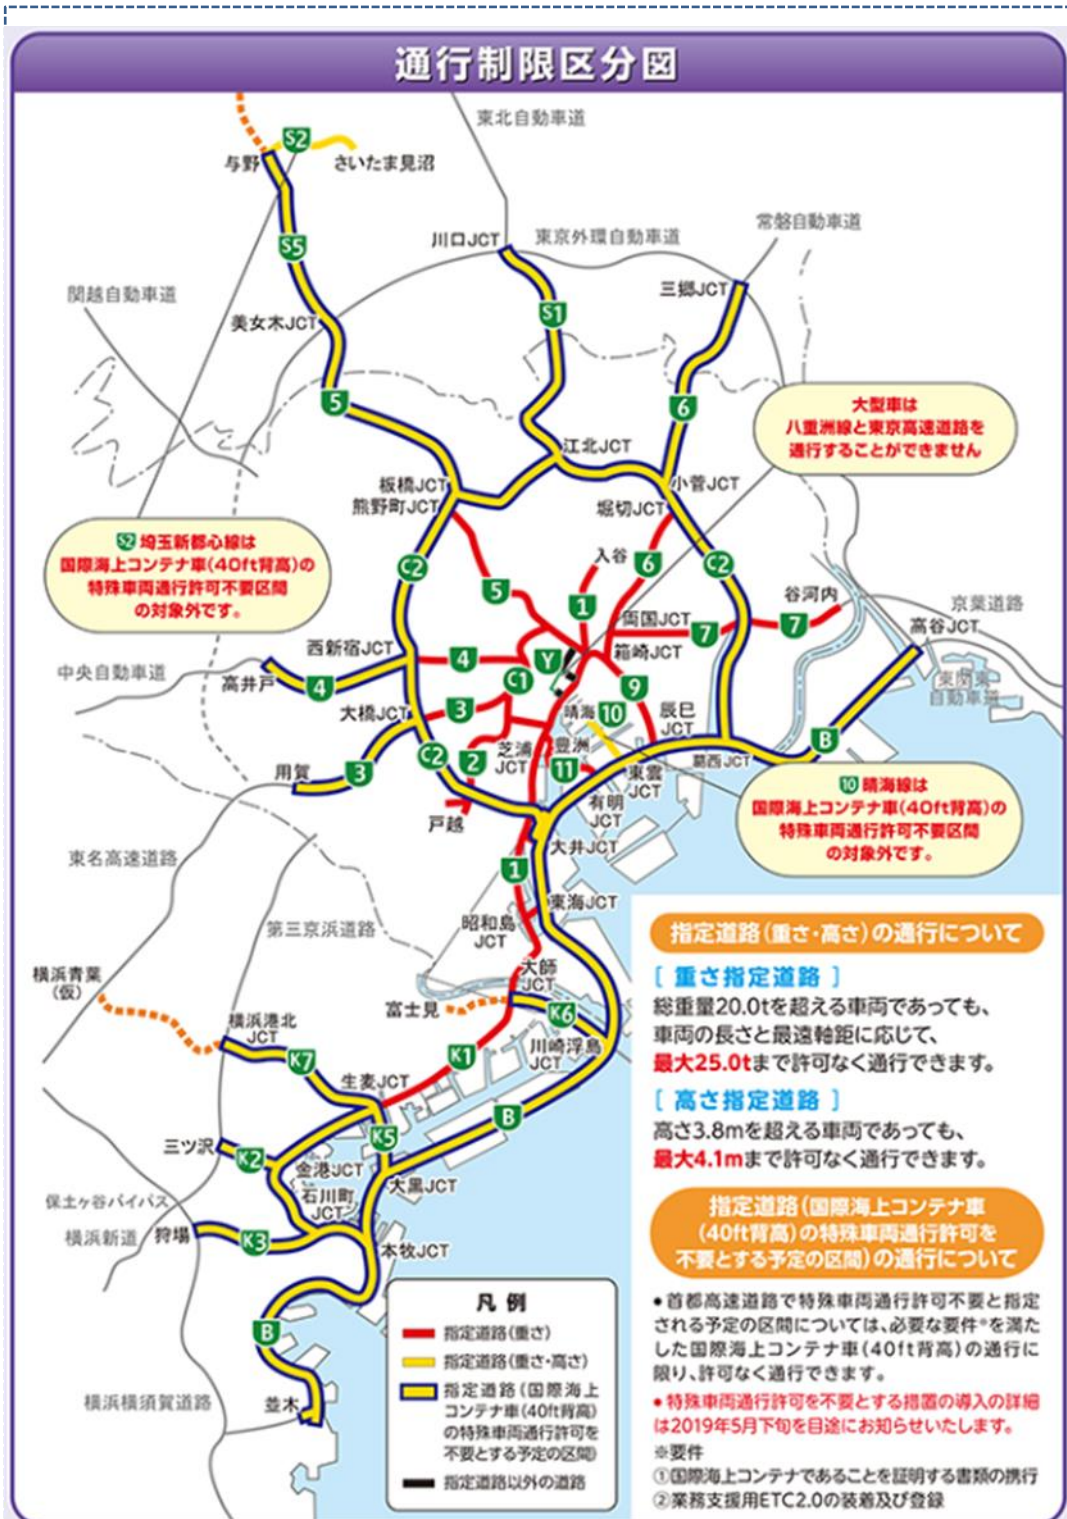 通行制限区分図
東北自動車道
S2
与野
さいたま見沼
常磐自動車道
川口JCT
東京外環自動車道
S5
三郷JCT
関越自動車道
S1
美女木JCT
5
6
大型車は
八重洲線と東京高速道路を
通行することができません
江北JCT
板橋JCT
熊野町JCT
小菅JCT
堀切JCT
S2 埼玉新都心線は
国際海上コンテナ車(40ft背高)の
特殊車両通行許可不要区間
の対象外です。
C2
入谷
6
C2
5
1
谷河内
京葉道路
両国JCT
7
7
高谷JCT
西新宿JCT
4
Y
箱崎JCT
中央自動車道
高井戸
4
C1
9
東関東
自動車道
大橋JCT
3
晴海
10
辰巳
JCT
B
C2
2
芝浦
JCT
豊洲
11
葛西JCT
用賀
3
東雲
JCT
10 晴海線は
国際海上コンテナ車(40ft背高)の
特殊車両通行許可不要区間
の対象外です。
有明
JCT
戸越
大井JCT
東名高速道路
1
東海JCT
昭和島
JCT
第三京浜道路
指定道路(重さ・高さ)の通行について
[ 重さ指定道路 ]
総重量20.0tを超える車両であっても、
車両の長さと最遠軸距に応じて、
最大25.0tまで許可なく通行できます。
[ 高さ指定道路 ]
高さ3.8mを超える車両であっても、
最大4.1mまで許可なく通行できます。
横浜青葉
(仮)
大師
JCT
富士見
K6
横浜港北
JCT
川崎浮島
JCT
K7
K1
生麦JCT
B
K5
三ツ沢
K2
金港JCT
大黒JCT
石川町
JCT
保土ヶ谷バイパス
横浜新道
狩場
K3
本牧JCT
指定道路(国際海上コンテナ車
(40ft背高)の特殊車両通行許可を
不要とする予定の区間)の通行について
●首都高速道路で特殊車両通行許可不要と指定
される予定の区間については、必要な要件※を満た
した国際海上コンテナ車(40ft背高)の通行に
限り、許可なく通行できます。
●特殊車両通行許可を不要とする措置の導入の詳細
は2019年5月下旬を目途にお知らせいたします。
※要件
①国際海上コンテナであることを証明する書類の携行
②業務支援用ETC2.0の装着及び登録
B
横浜横須賀道路
並木
凡 例
指定道路(重さ)
指定道路(重さ・高さ)
指定道路(国際海上
コンテナ車(40ft背高)
の特殊車両通行許可を
不要とする予定の区間)
指定道路以外の道路